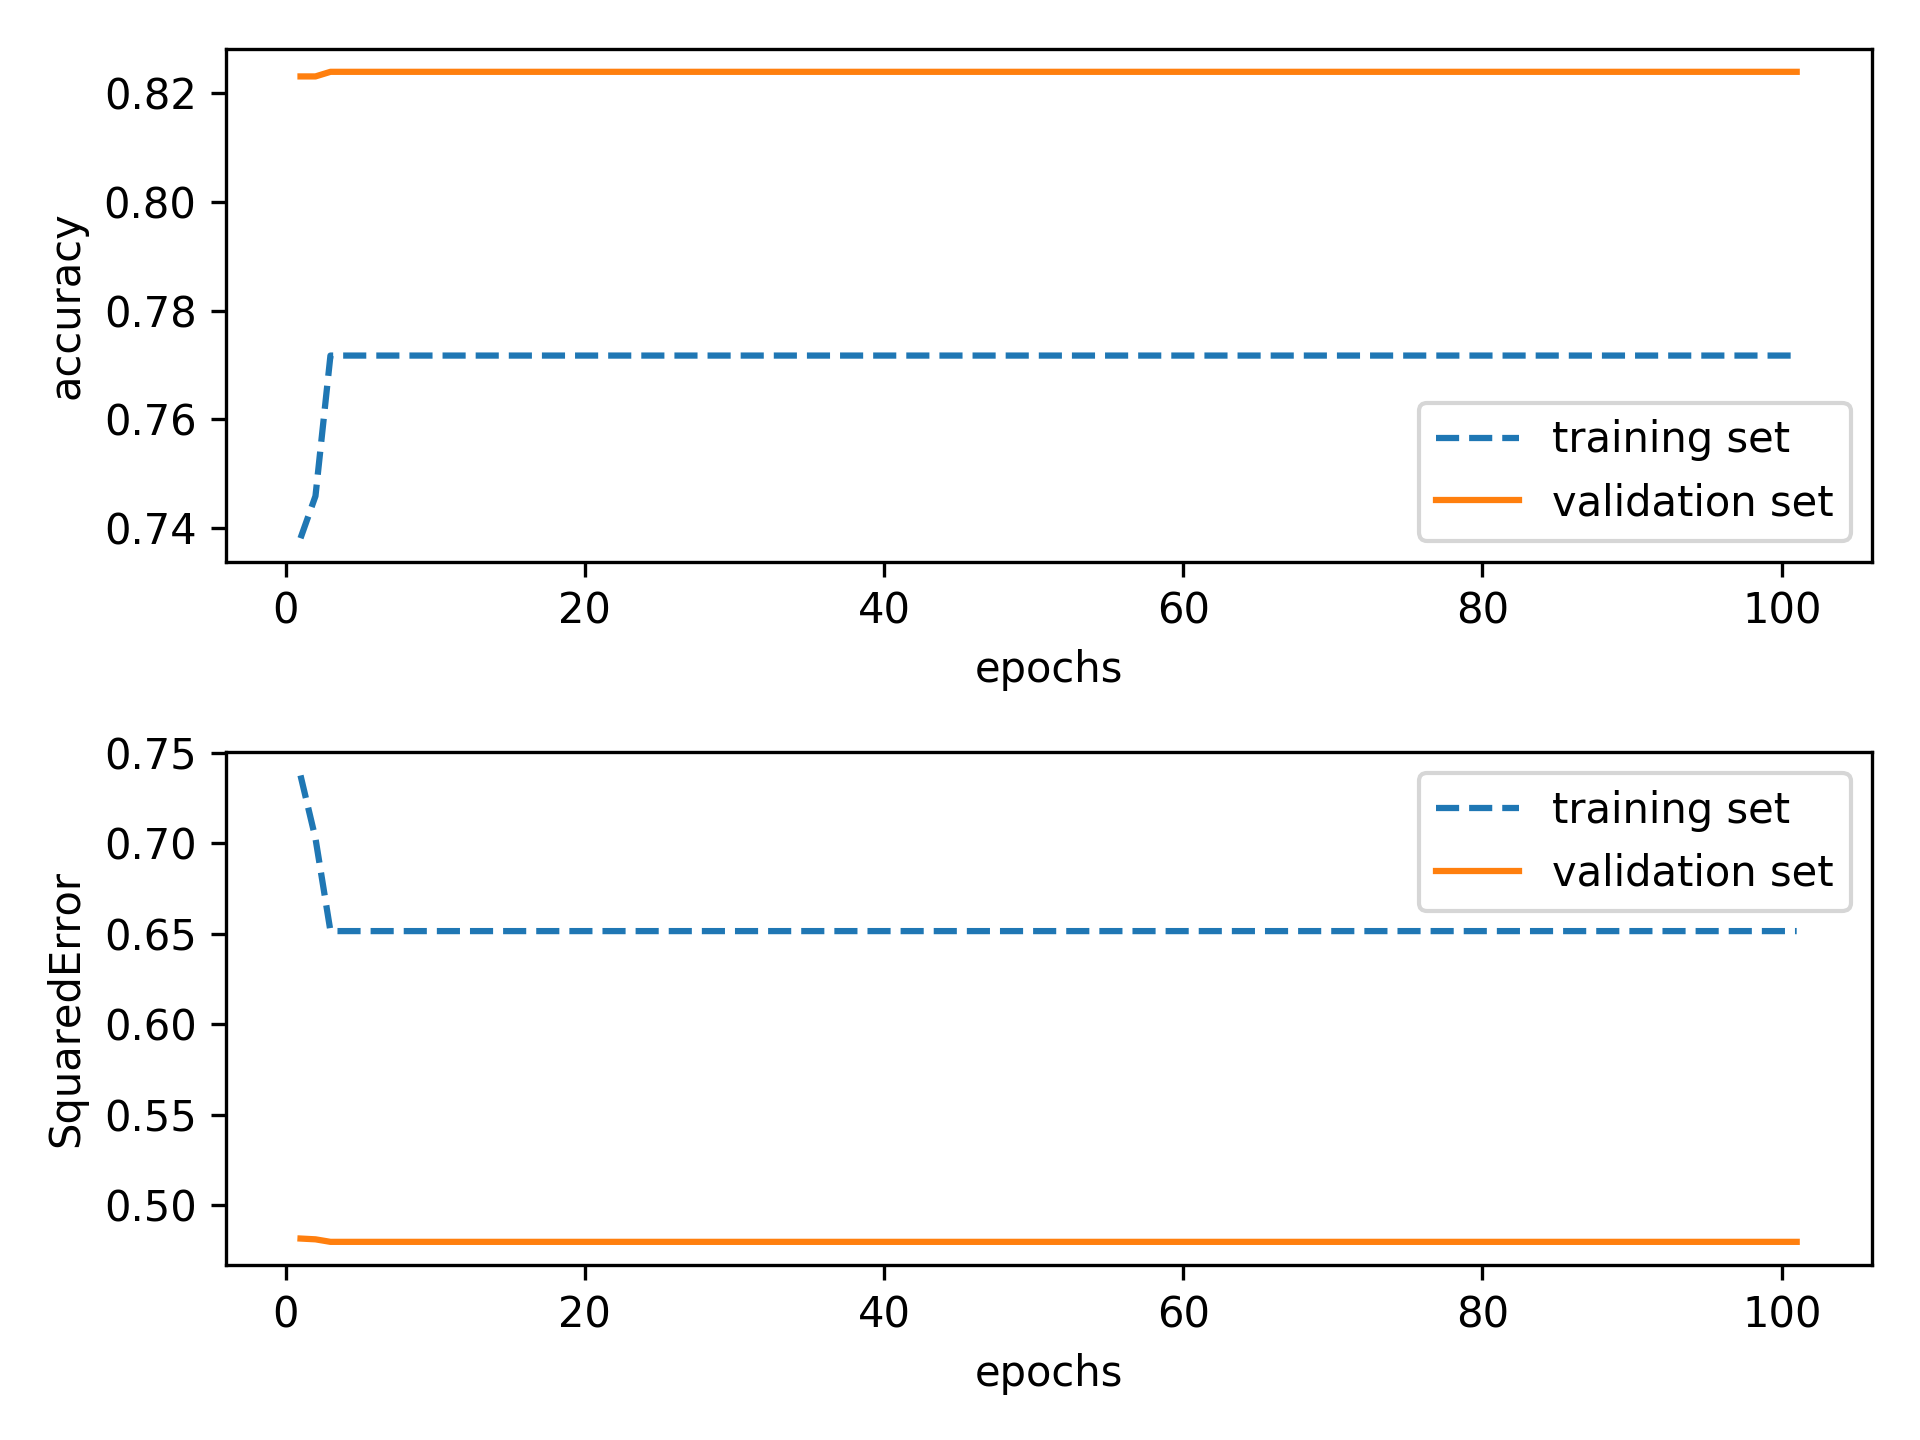 0.82
0.80
0.78
0.76
0.74
accuracy
training set
validation set
0 20 40 60 80 100
epochs
0.75
0.70
0.65
0.60
0.55
0.50
SquaredError
training set
validation set
0 20 40 60 80 100
epochs